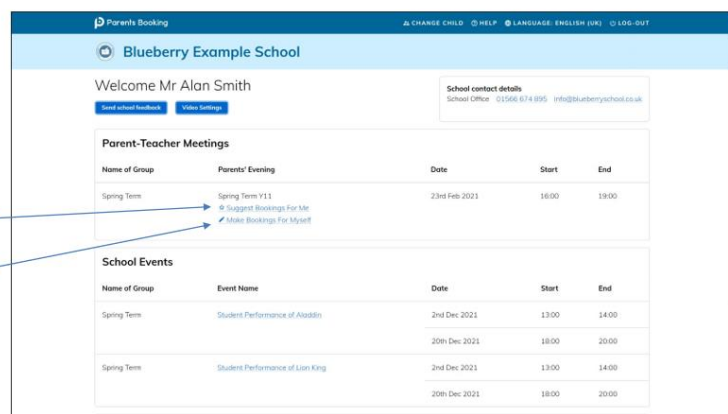 Parents Booking
CHANGE CHILD HELP LANGUAGE: ENGLISH (UK) LOG-OUT
Blueberry Example School
Welcome Mr Alan Smith
Send school feedback Video Settings
School contact details
School Office 01566 674 895 info@blueberryschool.co.uk
Parent-Teacher Meetings
Name of Group Parents' Evening Date Start End
Spring Term Spring Term Y11 23rd Feb 2021 16:00 19:00
Suggest Bookings For Me
Make Bookings For Myself
School Events
Name of Group Event Name Date Start End
Spring Term Student Performance of Aladdin 2nd Dec 2021 13:00 14:00
20th Dec 2021 18:00 20:00
Spring Term Student Performance of Lion King 2nd Dec 2021 13:00 14:00
20th Dec 2021 18:00 20:00